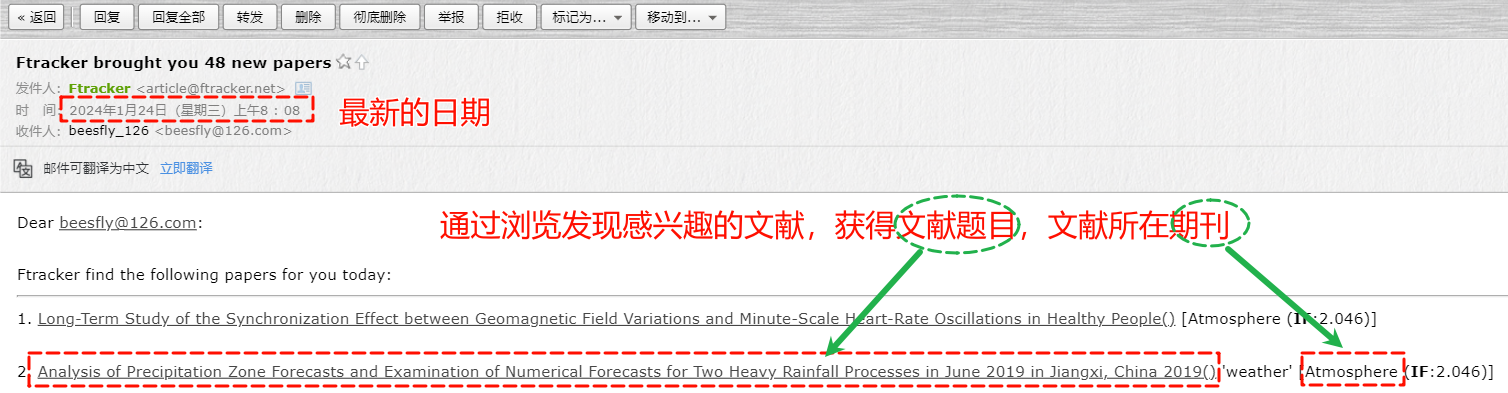 « 返回 回复 回复全部 转发 删除 彻底删除 举报 拒收 标记为... 移动到...
Ftracker brought you 48 new papers
发件人: Ftracker <article@ftracker.net>
时 间: 2024年1月24日 (星期三) 上午8:08
最新的日期
收件人: beesfly_126 <beesfly@126.com>
邮件可翻译为中文 立即翻译
Dear beesfly@126.com:
通过浏览发现感兴趣的文献，获得文献题目，文献所在期刊
Ftracker find the following papers for you today:
1. Long-Term Study of the Synchronization Effect between Geomagnetic Field Variations and Minute-Scale Heart-Rate Oscillations in Healthy People() [Atmosphere (IF:2.046)]
2 Analysis of Precipitation Zone Forecasts and Examination of Numerical Forecasts for Two Heavy Rainfall Processes in June 2019 in Jiangxi, China 2019() 'weather' [Atmosphere (IF:2.046)]